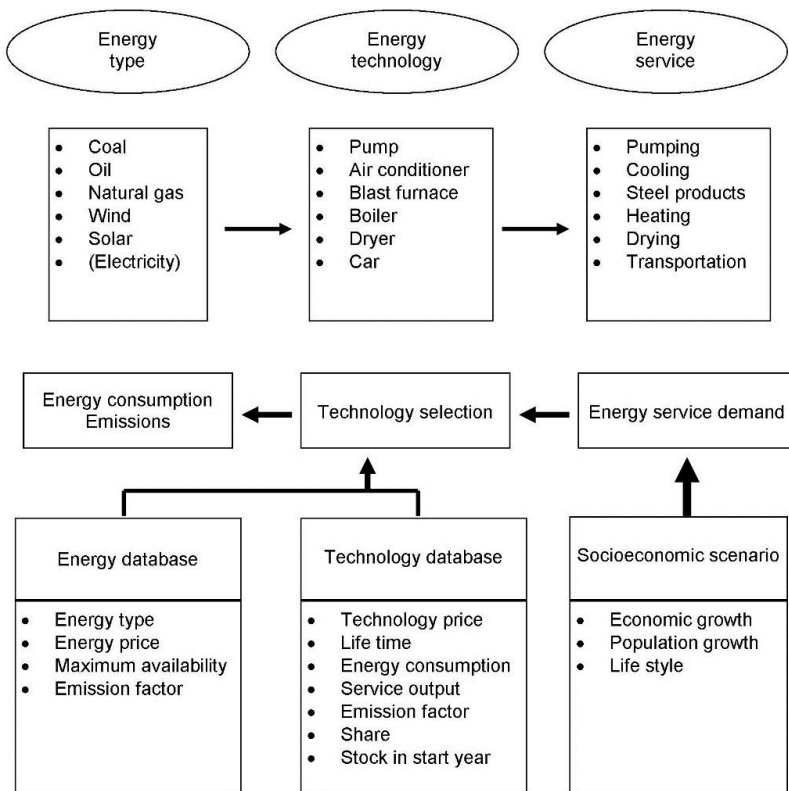 Energy
type
Energy
technology
Energy
service
• Coal
• Oil
• Natural gas
• Wind
• Solar
• (Electricity)
• Pump
• Air conditioner
• Blast furnace
• Boiler
• Dryer
• Car
• Pumping
• Cooling
• Steel products
• Heating
• Drying
• Transportation
Energy consumption
Emissions
Technology selection
Energy service demand
Energy database
• Energy type
• Energy price
• Maximum availability
• Emission factor
Technology database
• Technology price
• Life time
• Energy consumption
• Service output
• Emission factor
• Share
• Stock in start year
Socioeconomic scenario
• Economic growth
• Population growth
• Life style